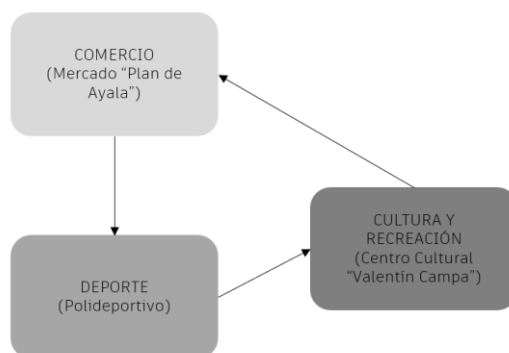 COMERCIO
(Mercado “Plan de
Ayala”)
CULTURA Y
RECREACIÓN
(Centro Cultural
“Valentín Campa”)
DEPORTE
(Polideportivo)